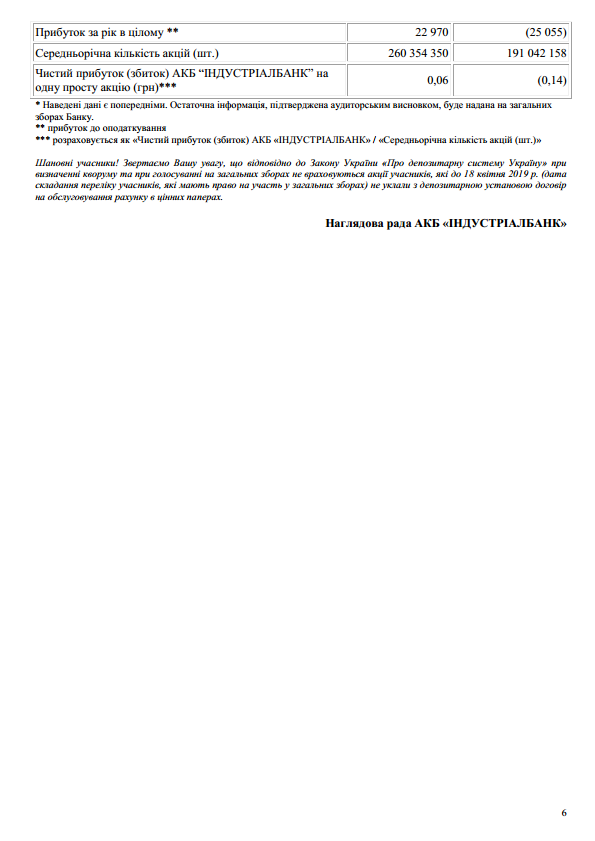 Прибуток за рік в цілому ** 22 970 (25 055)
Середньорічна кількість акцій (шт.) 260 354 350 191 042 158
Чистий прибуток (збиток) АКБ “ІНДУСТРІАЛБАНК” на
одну просту акцію (грн)*** 0,06 (0,14)
* Наведені дані є попередніми. Остаточна інформація, підтверджена аудиторським висновком, буде надана на загальних
зборах Банку.
** прибуток до оподаткування
*** розраховується як «Чистий прибуток (збиток) АКБ «ІНДУСТРІАЛБАНК» / «Середньорічна кількість акцій (шт.)»
Шановні учасники! Звертаємо Вашу увагу, що відповідно до Закону України «Про депозитарну систему Україну» при
визначенні кворуму та при голосуванні на загальних зборах не враховуються акції учасників, які до 18 квітня 2019 р. (дата
складання переліку учасників, які мають право на участь у загальних зборах) не уклали з депозитарною установою договір
на обслуговування рахунку в цінних паперах.
Наглядова рада АКБ «ІНДУСТРІАЛБАНК»
6